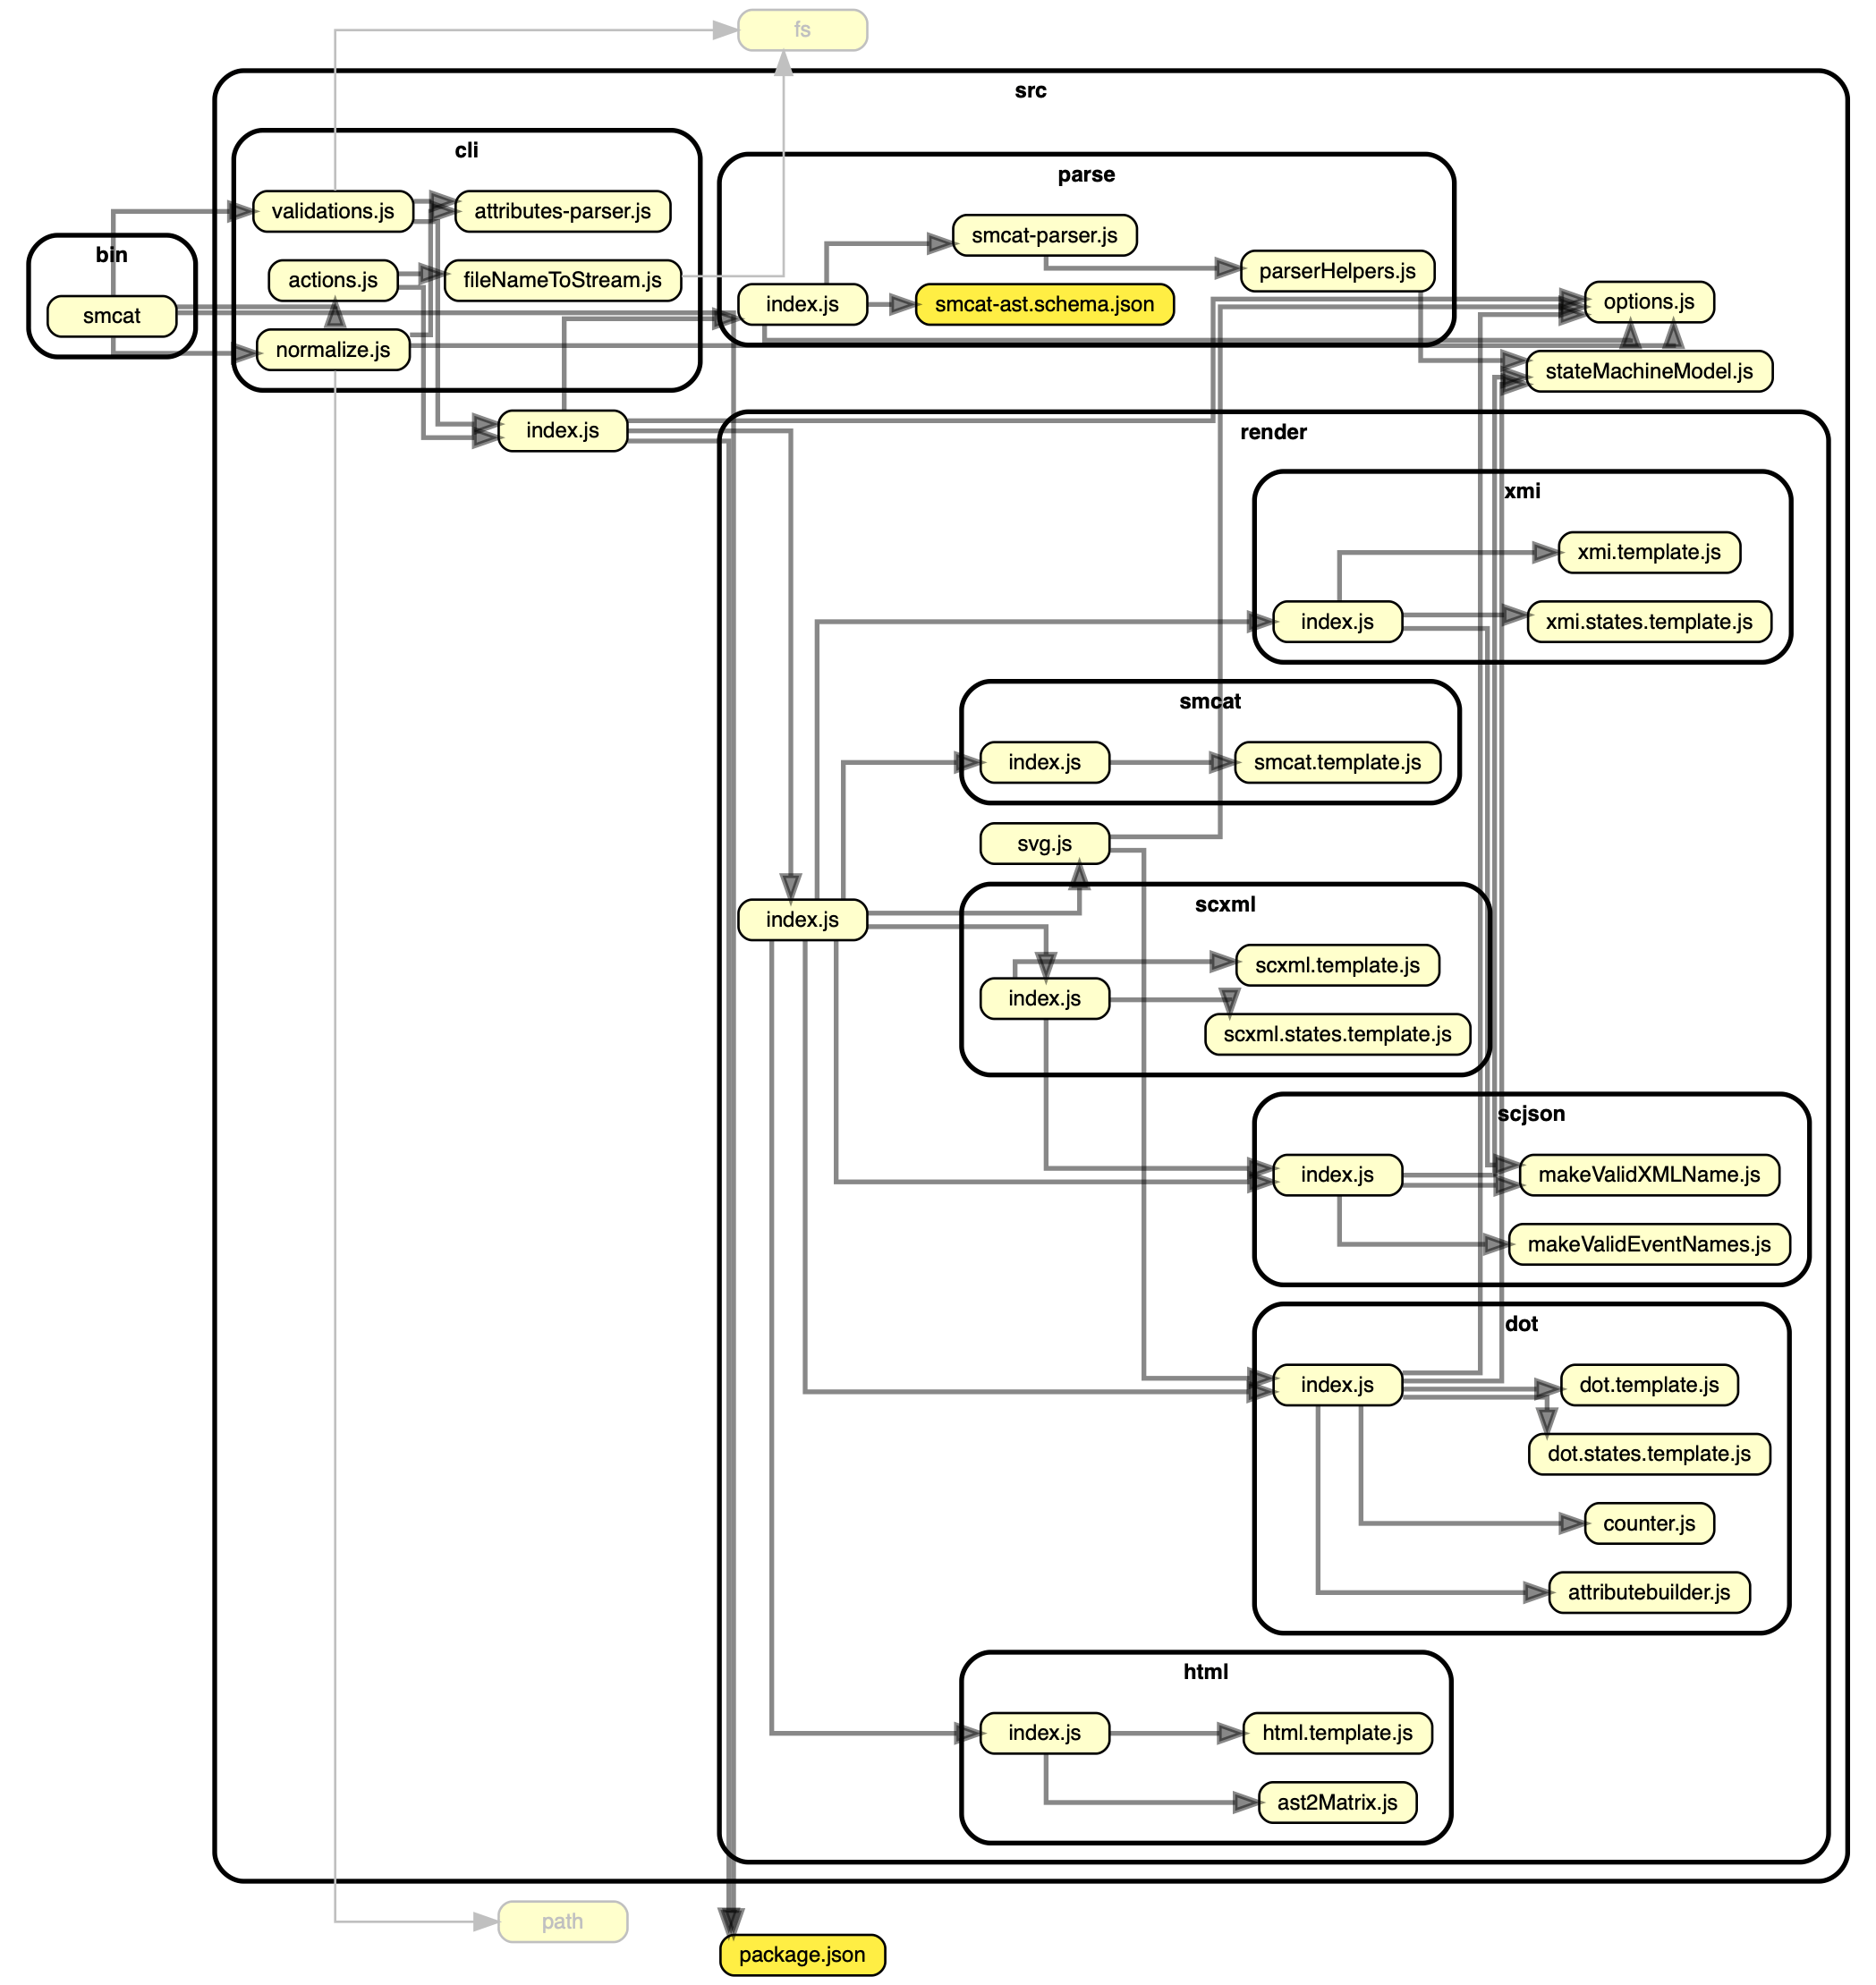 fs
src
cli
validations.js
attributes-parser.js
actions.js
fileNameToStream.js
normalize.js
bin
smcat
parse
smcat-parser.js
parserHelpers.js
index.js
smcat-ast.schema.json
options.js
stateMachineModel.js
index.js
render
xmi
xmi.template.js
index.js
xmi.states.template.js
smcat
index.js
smcat.template.js
svg.js
index.js
scxml
scxml.template.js
index.js
scxml.states.template.js
scjson
index.js
makeValidXMLName.js
makeValidEventNames.js
dot
index.js
dot.template.js
dot.states.template.js
counter.js
attributebuilder.js
html
index.js
html.template.js
ast2Matrix.js
path
package.json